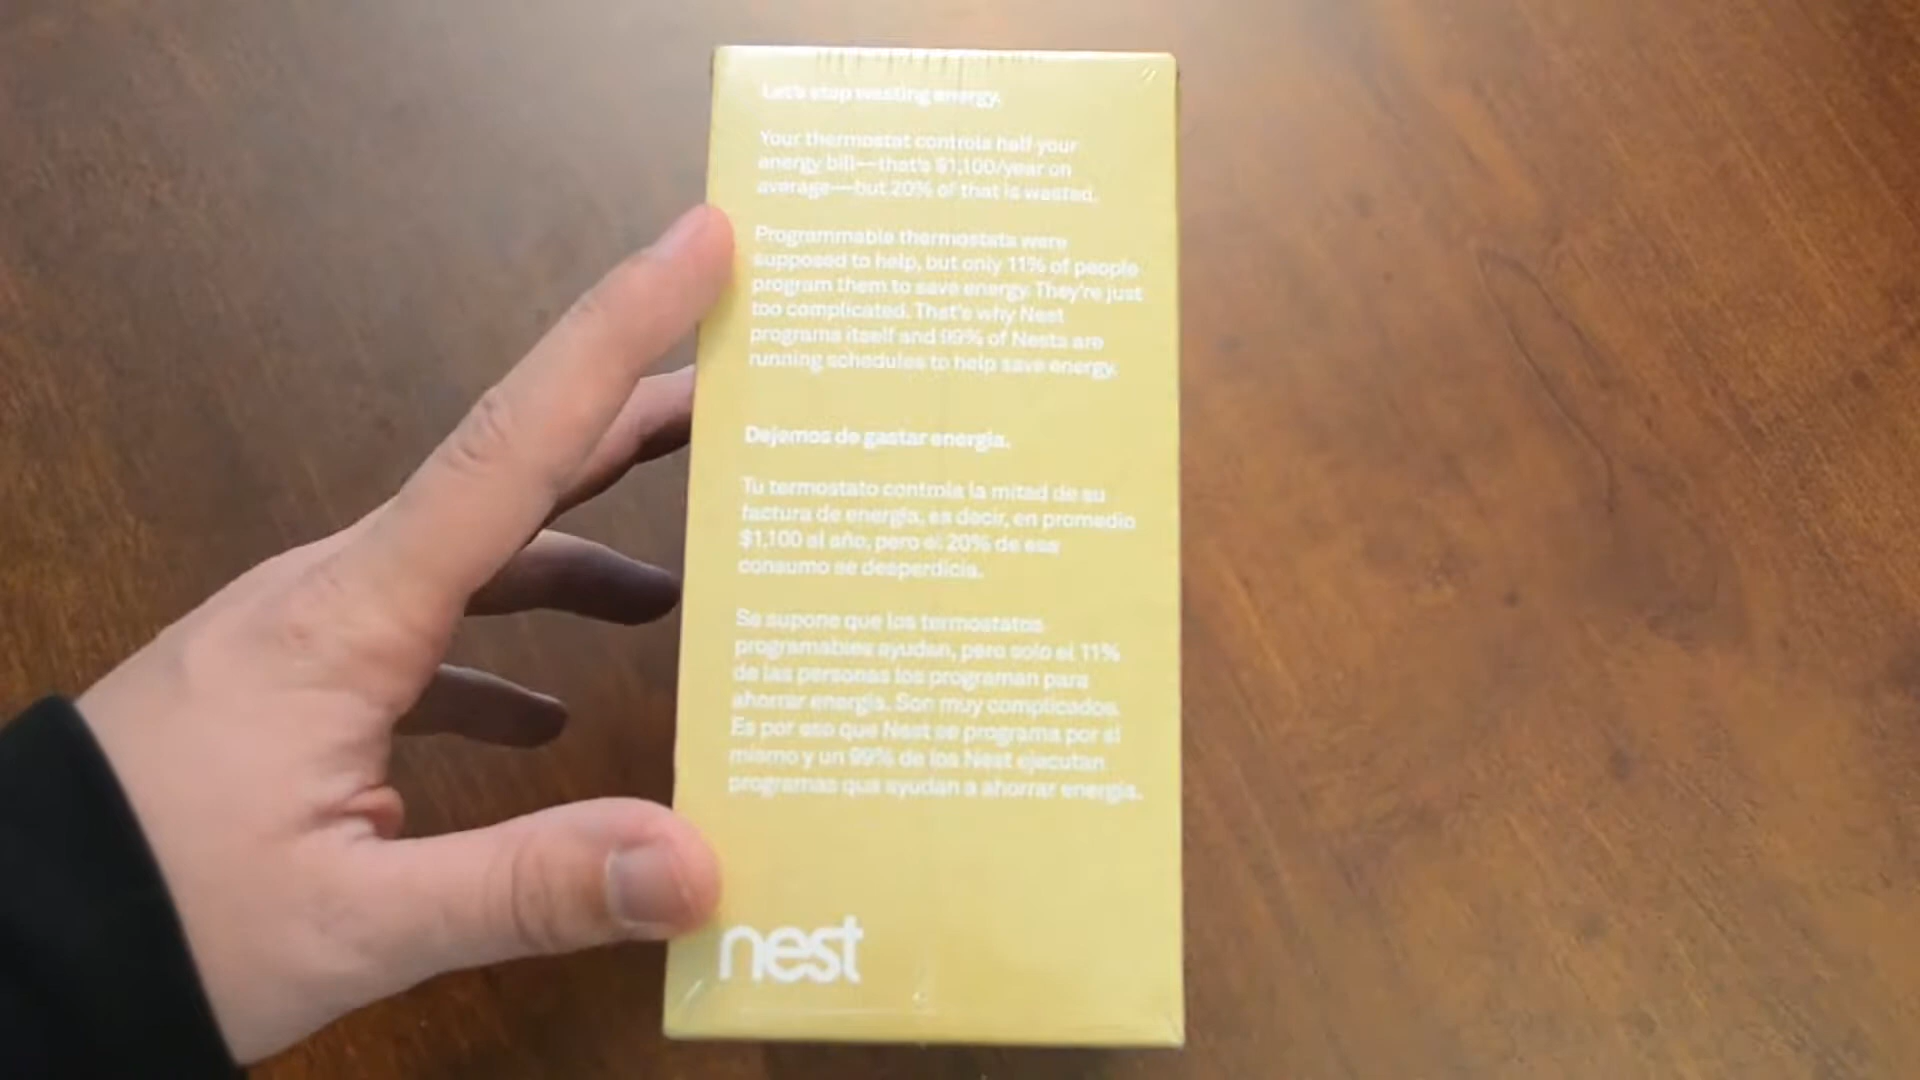 Let's stop wasting energy.
Your thermostat controls half your
energy bill—that's $1,100/year on
average—but 20% of that is wasted.
Programmable thermostats were
supposed to help, but only 11% of people
program them to save energy. They're just
too complicated. That's why Nest
programs itself and 99% of Nests are
running schedules to help save energy.
Dejemos de gastar energía.
Tu termostato controla la mitad de su
factura de energía, es decir, en promedio
$1,100 al año, pero el 20% de ese
consumo se desperdicia.
Se supone que los termostatos
programables ayudan, pero solo el 11%
de las personas los programan para
ahorrar energía. Son muy complicados.
Es por eso que Nest se programa por sí
mismo y un 99% de los Nest ejecutan
programas que ayudan a ahorrar energía.
nest